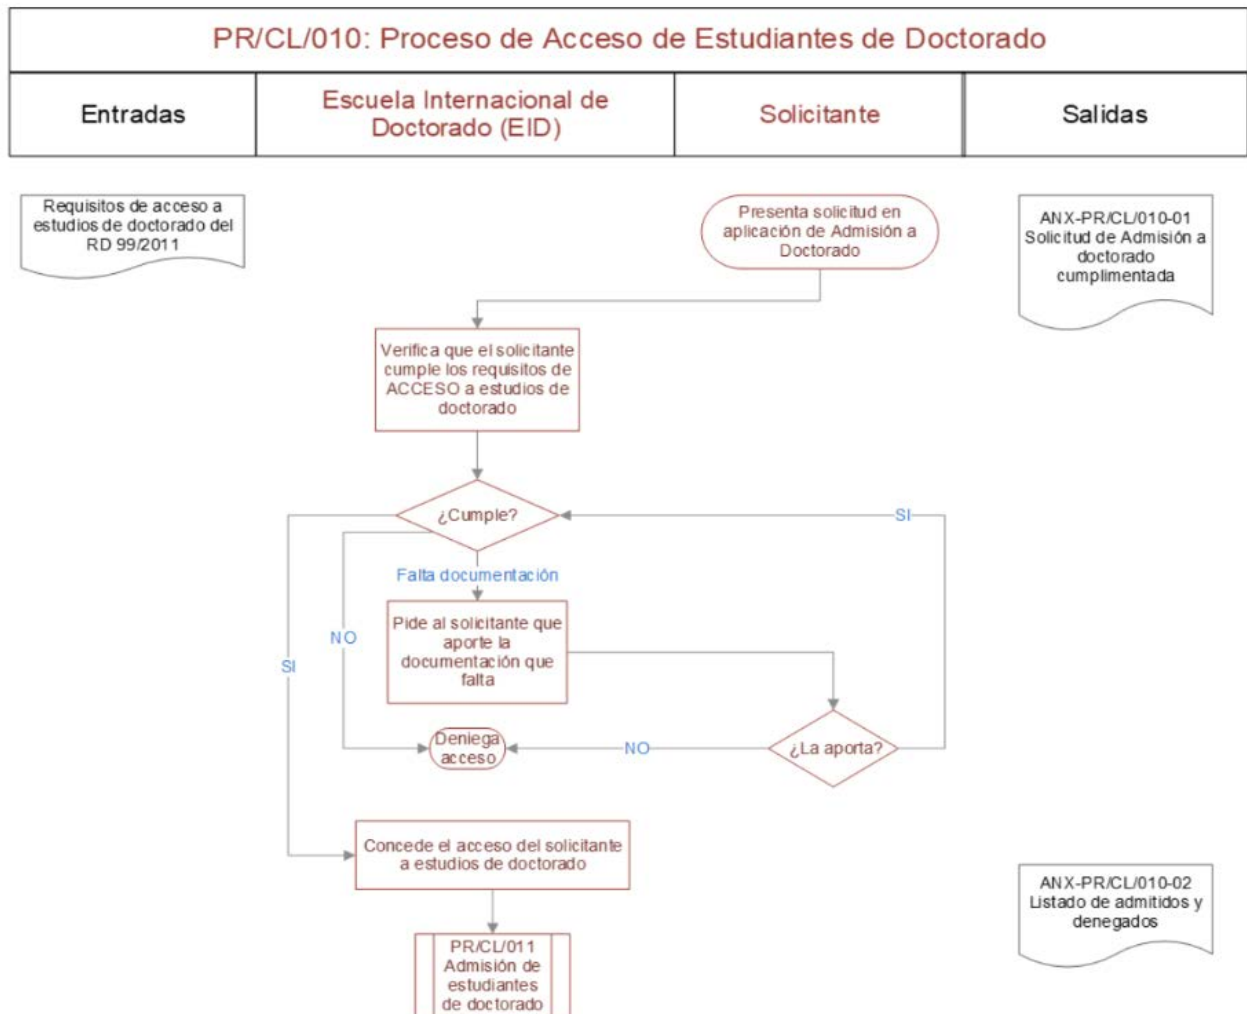 PR/CL/010: Proceso de Acceso de Estudiantes de Doctorado
Entradas
Escuela Internacional de
Doctorado (EID)
Solicitante
Salidas
Requisitos de acceso a
estudios de doctorado del
RD 99/2011
Presenta solicitud en
aplicación de Admisión a
Doctorado
ANX-PR/CL/010-01
Solicitud de Admisión a
doctorado
cumplimentada
Verifica que el solicitante
cumple los requisitos de
ACCESO a estudios de
doctorado
¿Cumple?
SI
Falta documentación
NO
SI
Pide al solicitante que
aporte la
documentación que
falta
Deniega
acceso
NO
¿La aporta?
Concede el acceso del solicitante
a estudios de doctorado
ANX-PR/CL/010-02
Listado de admitidos y
denegados
PR/CL/011
Admisión de
estudiantes
de doctorado